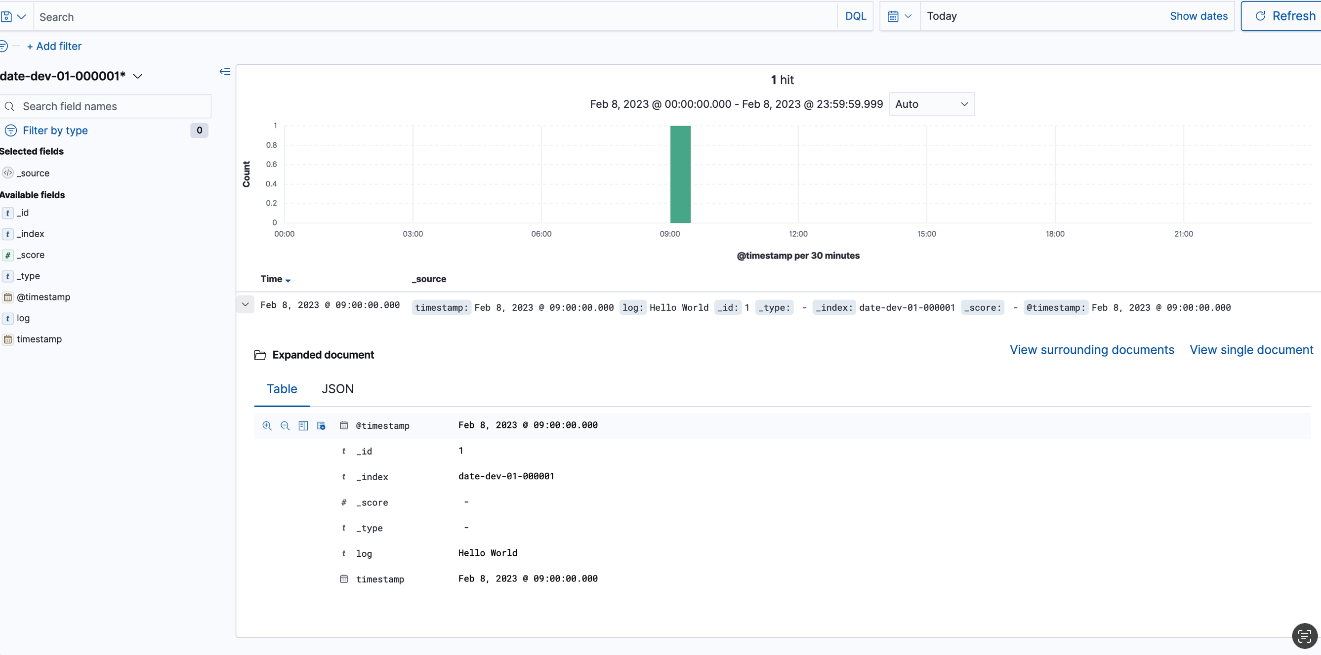 Search DQL Today Show dates Refresh
+ Add filter
date-dev-01-000001*
Search field names
Filter by type 0
Selected fields
_source
Available fields
t _id
t _index
# _score
t _type
@timestamp
t log
timestamp
1 hit
Feb 8, 2023 @ 00:00:00.000 - Feb 8, 2023 @ 23:59:59.999 Auto
Count
1
0.8
0.6
0.4
0.2
0
00:00 03:00 06:00 09:00 12:00 15:00 18:00 21:00
@timestamp per 30 minutes
Time _source
Feb 8, 2023 @ 09:00:00.000 timestamp: Feb 8, 2023 @ 09:00:00.000 log: Hello World _id: 1 _type: - _index: date-dev-01-000001 _score: - @timestamp: Feb 8, 2023 @ 09:00:00.000
Expanded document View surrounding documents View single document
Table JSON
@timestamp Feb 8, 2023 @ 09:00:00.000
t _id 1
t _index date-dev-01-000001
# _score -
t _type -
t log Hello World
timestamp Feb 8, 2023 @ 09:00:00.000